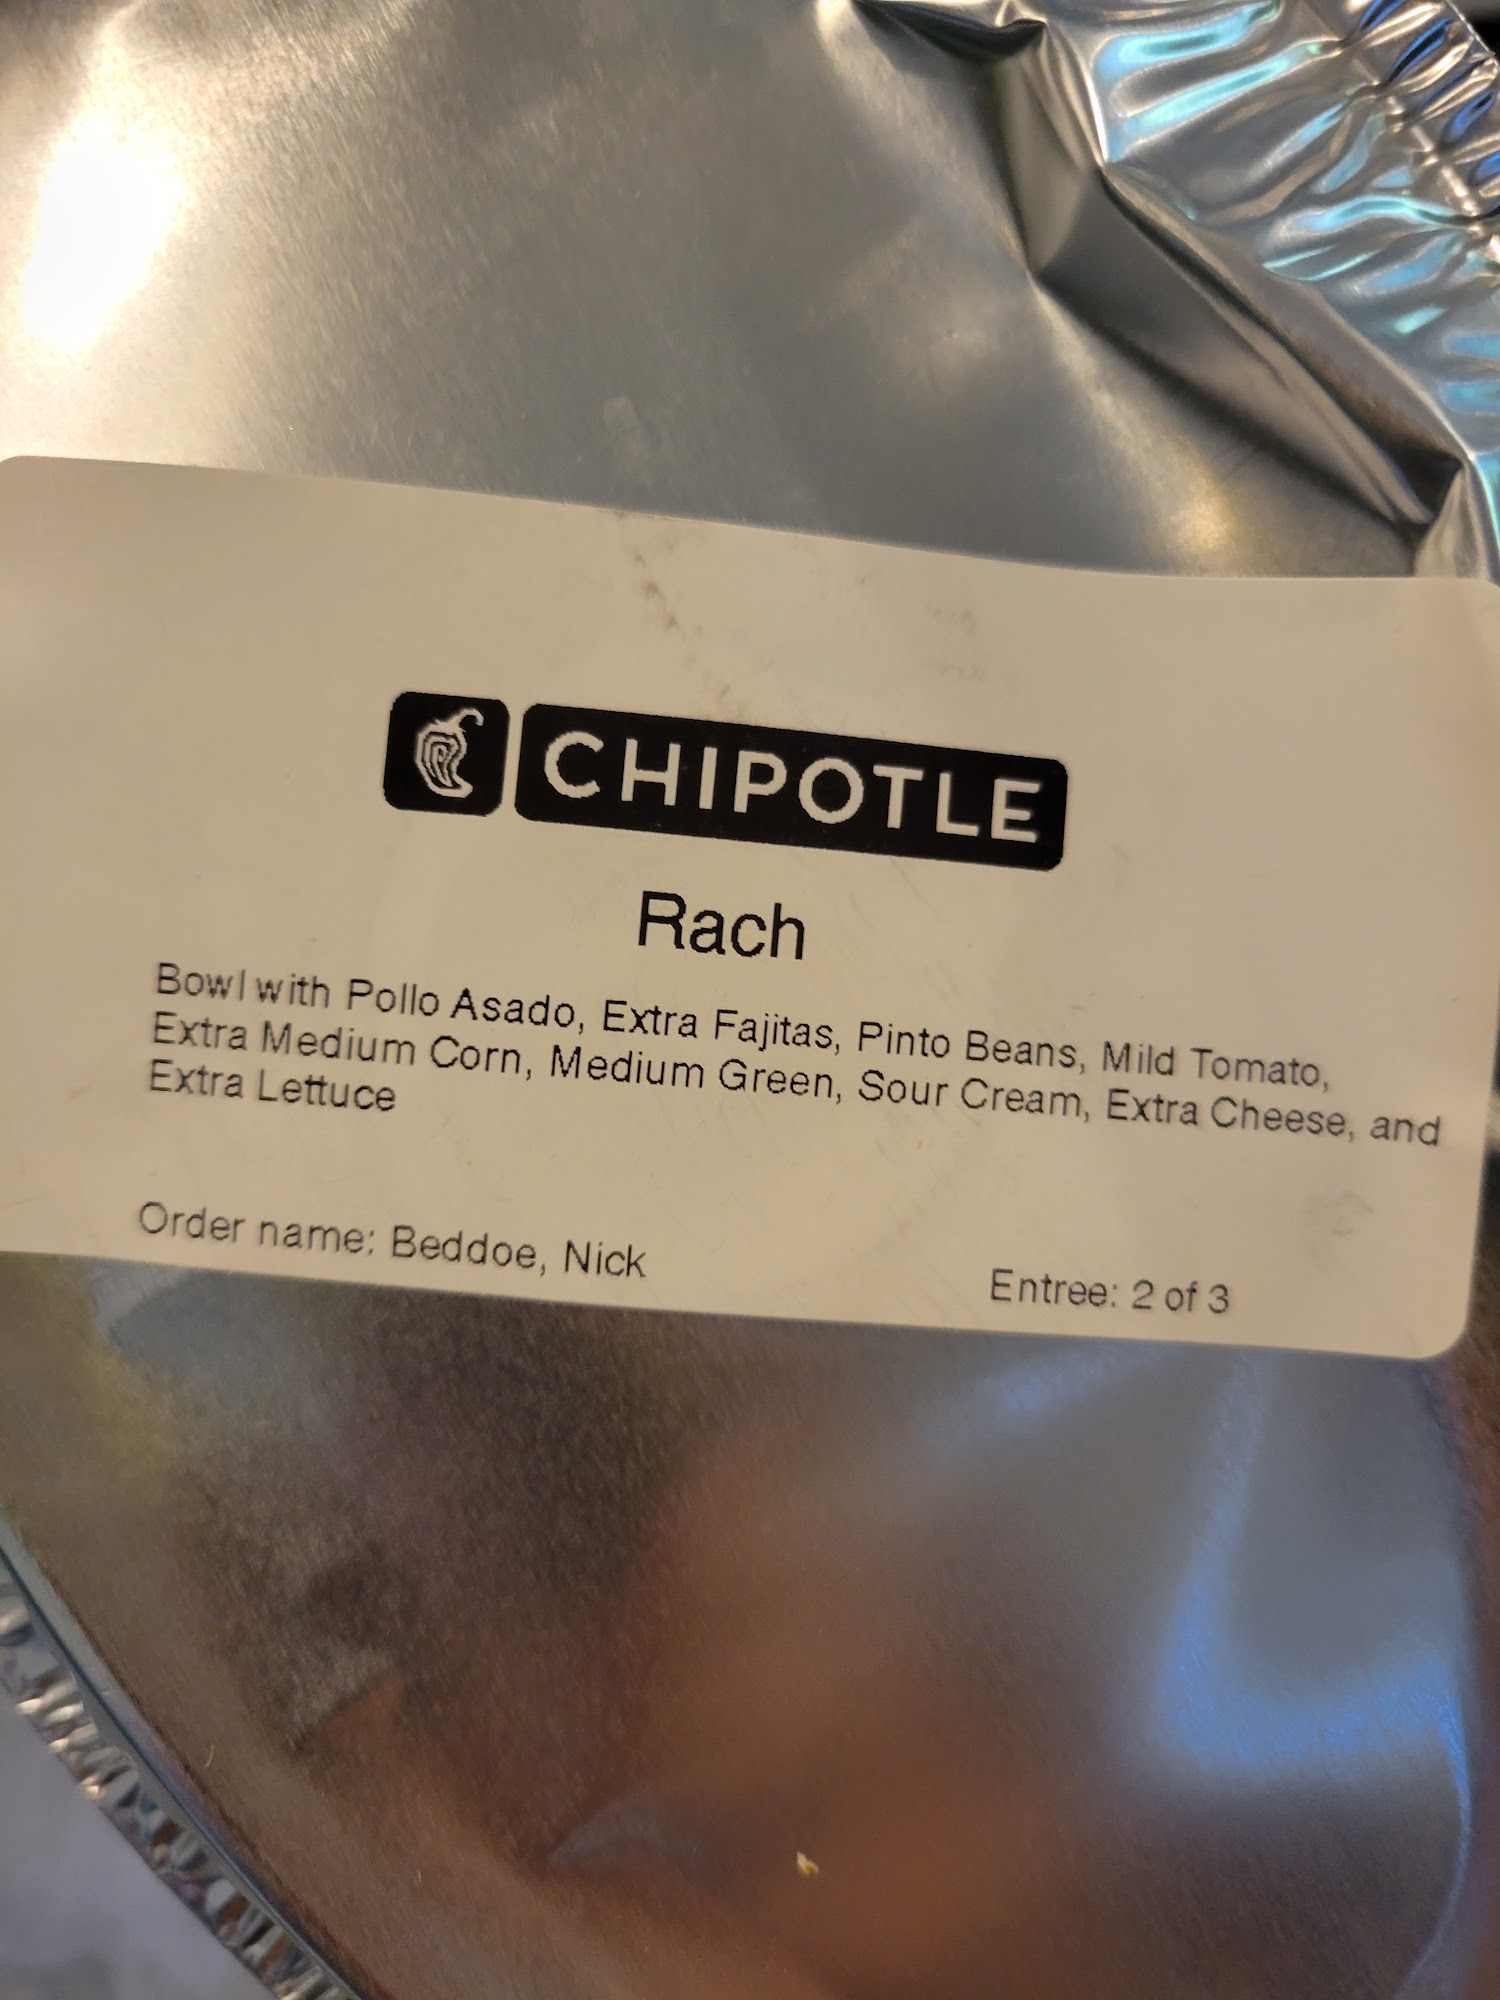 CHIPOTLE
Rach
Bowl with Pollo Asado, Extra Fajitas, Pinto Beans, Mild Tomato,
Extra Medium Corn, Medium Green, Sour Cream, Extra Cheese, and
Extra Lettuce
Order name: Beddoe, Nick
Entree: 2 of 3